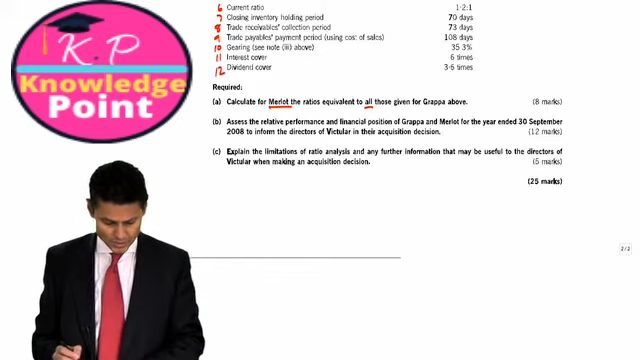 K.P
Knowledge
Point
6 Current ratio 1·2:1
7 Closing inventory holding period 70 days
8 Trade receivables' collection period 73 days
9 Trade payables' payment period (using cost of sales) 108 days
10 Gearing (see note (iii) above) 35·3%
11 Interest cover 6 times
12 Dividend cover 3·6 times
Required:
(a) Calculate for Merlot the ratios equivalent to all those given for Grappa above. (8 marks)
(b) Assess the relative performance and financial position of Grappa and Merlot for the year ended 30 September
2008 to inform the directors of Victular in their acquisition decision. (12 marks)
(c) Explain the limitations of ratio analysis and any further information that may be useful to the directors of
Victular when making an acquisition decision. (5 marks)
(25 marks)
2/2